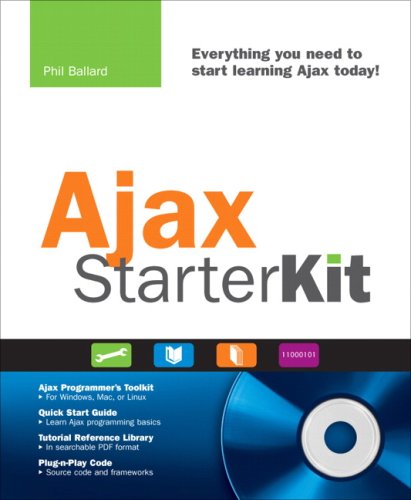 Phil Ballard
Everything you need to
start learning Ajax today!
Ajax
StarterKit
11000101
Ajax Programmer's Toolkit
▸ For Windows, Mac, or Linux
Quick Start Guide
▸ Learn Ajax programming basics
Tutorial Reference Library
▸ In searchable PDF format
Plug-n-Play Code
▸ Source code and frameworks